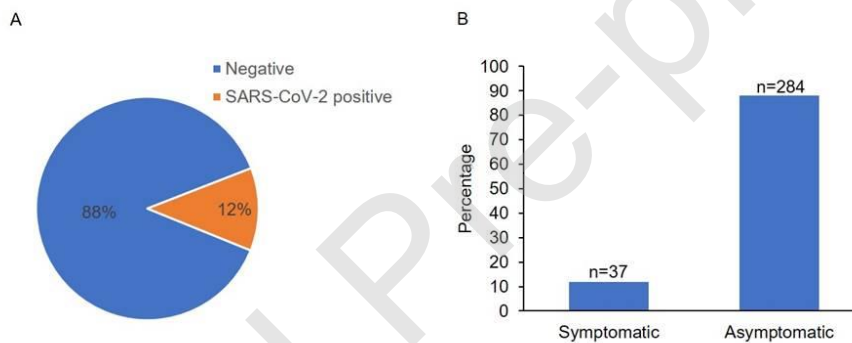 A
Negative
SARS-CoV-2 positive
88%
12%
B
100
90
80
70
60
50
40
30
20
10
0
Percentage
n=37
n=284
Symptomatic
Asymptomatic
Pre-p